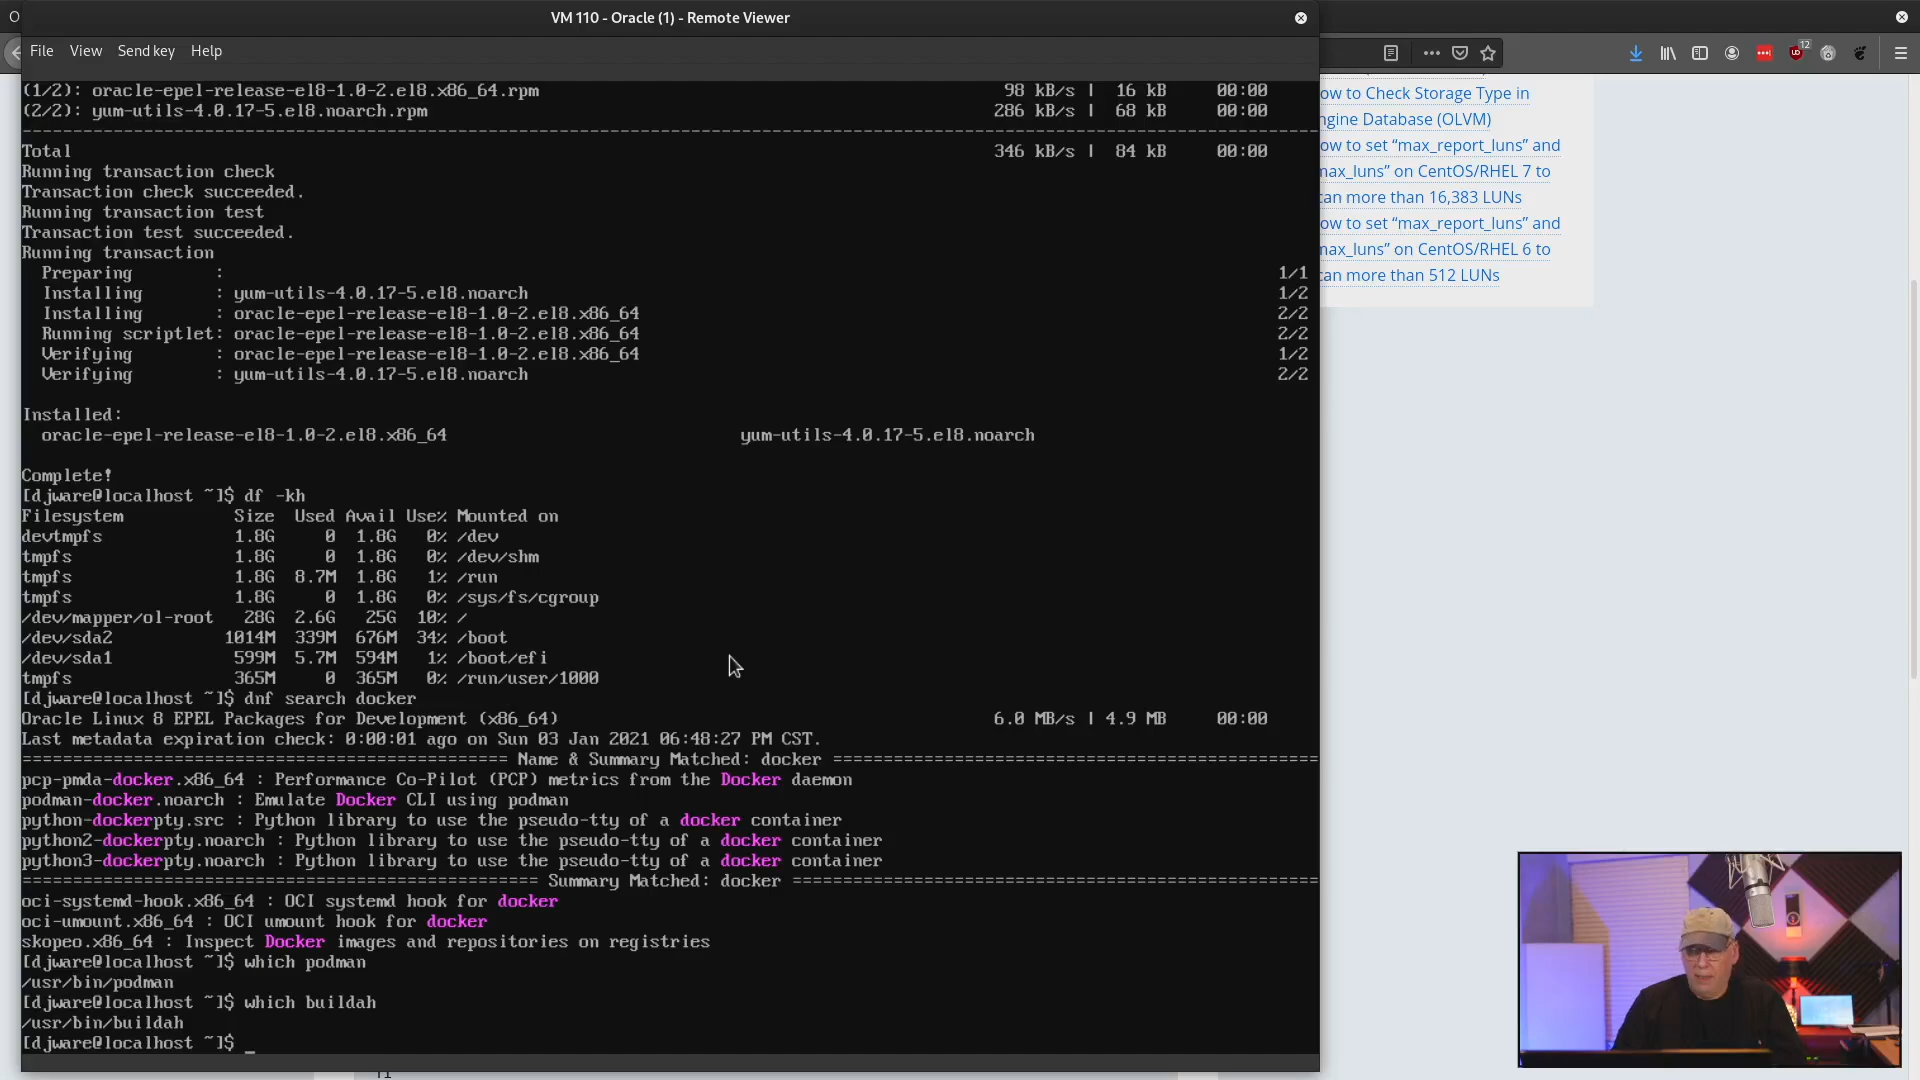 VM 110 - Oracle (1) - Remote Viewer
File View Send key Help
(1/2): oracle-epel-release-el8-1.0-2.el8.x86_64.rpm 98 kB/s | 16 kB 00:00
(2/2): yum-utils-4.0.17-5.el8.noarch.rpm 286 kB/s | 68 kB 00:00
--------------------------------------------------------------------------------------------------------------------------------
Total 346 kB/s | 84 kB 00:00
Running transaction check
Transaction check succeeded.
Running transaction test
Transaction test succeeded.
Running transaction
Preparing : 1/1
Installing : yum-utils-4.0.17-5.el8.noarch 1/2
Installing : oracle-epel-release-el8-1.0-2.el8.x86_64 2/2
Running scriptlet: oracle-epel-release-el8-1.0-2.el8.x86_64 2/2
Verifying : oracle-epel-release-el8-1.0-2.el8.x86_64 1/2
Verifying : yum-utils-4.0.17-5.el8.noarch 2/2
Installed:
oracle-epel-release-el8-1.0-2.el8.x86_64 yum-utils-4.0.17-5.el8.noarch
Complete!
[djware@localhost ~]$ df -kh
Filesystem Size Used Avail Use% Mounted on
devtmpfs 1.8G 0 1.8G 0% /dev
tmpfs 1.8G 0 1.8G 0% /dev/shm
tmpfs 1.8G 8.7M 1.8G 1% /run
tmpfs 1.8G 0 1.8G 0% /sys/fs/cgroup
/dev/mapper/ol-root 28G 2.6G 25G 10% /
/dev/sda2 1014M 339M 676M 34% /boot
/dev/sda1 599M 5.7M 594M 1% /boot/efi
tmpfs 365M 0 365M 0% /run/user/1000
[djware@localhost ~]$ dnf search docker
Oracle Linux 8 EPEL Packages for Development (x86_64) 6.0 MB/s | 4.9 MB 00:00
Last metadata expiration check: 0:00:01 ago on Sun 03 Jan 2021 06:48:27 PM CST.
================================================ Name & Summary Matched: docker ================================================
pcp-pmda-docker.x86_64 : Performance Co-Pilot (PCP) metrics from the Docker daemon
podman-docker.noarch : Emulate Docker CLI using podman
python-dockerpty.src : Python library to use the pseudo-tty of a docker container
python2-dockerpty.noarch : Python library to use the pseudo-tty of a docker container
python3-dockerpty.noarch : Python library to use the pseudo-tty of a docker container
=================================================== Summary Matched: docker ====================================================
oci-systemd-hook.x86_64 : OCI systemd hook for docker
oci-umount.x86_64 : OCI umount hook for docker
skopeo.x86_64 : Inspect Docker images and repositories on registries
[djware@localhost ~]$ which podman
/usr/bin/podman
[djware@localhost ~]$ which buildah
/usr/bin/buildah
[djware@localhost ~]$ _
12
ow to Check Storage Type in
ngine Database (OLVM)
ow to set “max_report_luns” and
max_luns” on CentOS/RHEL 7 to
can more than 16,383 LUNs
ow to set “max_report_luns” and
max_luns” on CentOS/RHEL 6 to
can more than 512 LUNs